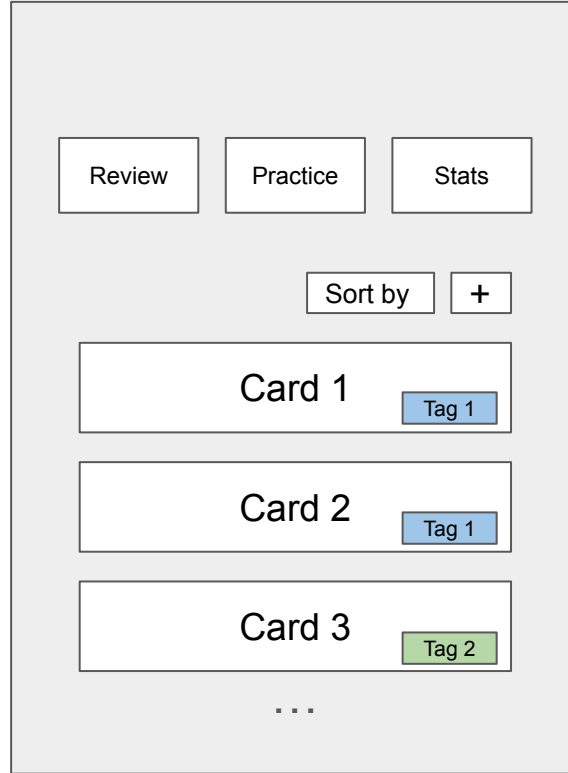 Review Practice Stats
Sort by +
Card 1
Tag 1
Card 2
Tag 1
Card 3
Tag 2
...